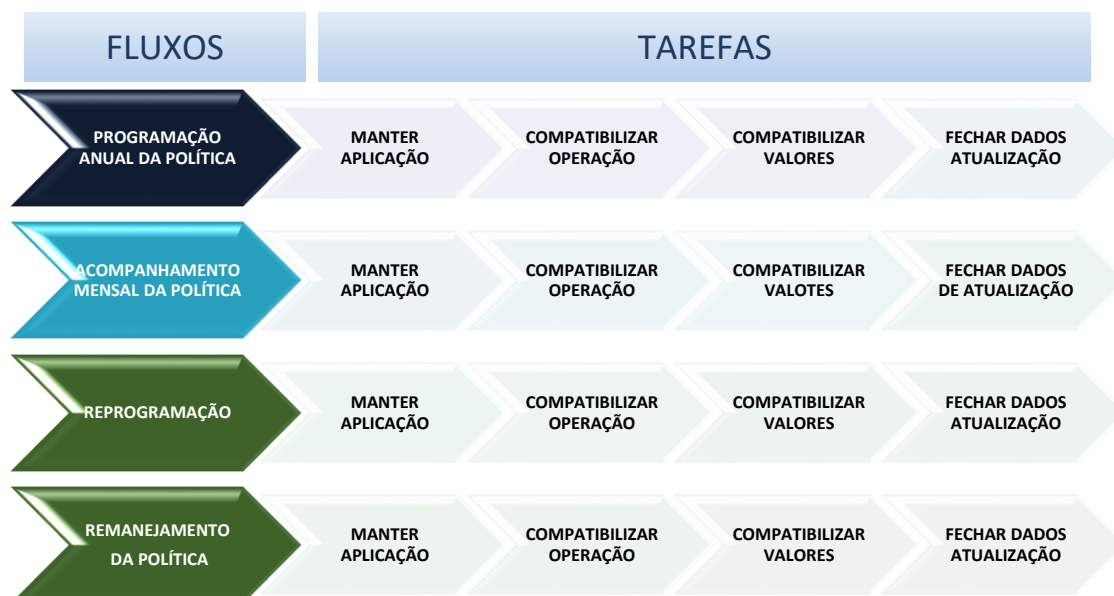 FLUXOS
TAREFAS
PROGRAMAÇÃO
ANUAL DA POLÍTICA
MANTER
APLICAÇÃO
COMPATIBILIZAR
OPERAÇÃO
COMPATIBILIZAR
VALORES
FECHAR DADOS
ATUALIZAÇÃO
ACOMPANHAMENTO
MENSAL DA POLÍTICA
MANTER
APLICAÇÃO
COMPATIBILIZAR
OPERAÇÃO
COMPATIBILIZAR
VALOTES
FECHAR DADOS
DE ATUALIZAÇÃO
REPROGRAMAÇÃO
MANTER
APLICAÇÃO
COMPATIBILIZAR
OPERAÇÃO
COMPATIBILIZAR
VALORES
FECHAR DADOS
ATUALIZAÇÃO
REMANEJAMENTO
DA POLÍTICA
MANTER
APLICAÇÃO
COMPATIBILIZAR
OPERAÇÃO
COMPATIBILIZAR
VALORES
FECHAR DADOS
ATUALIZAÇÃO